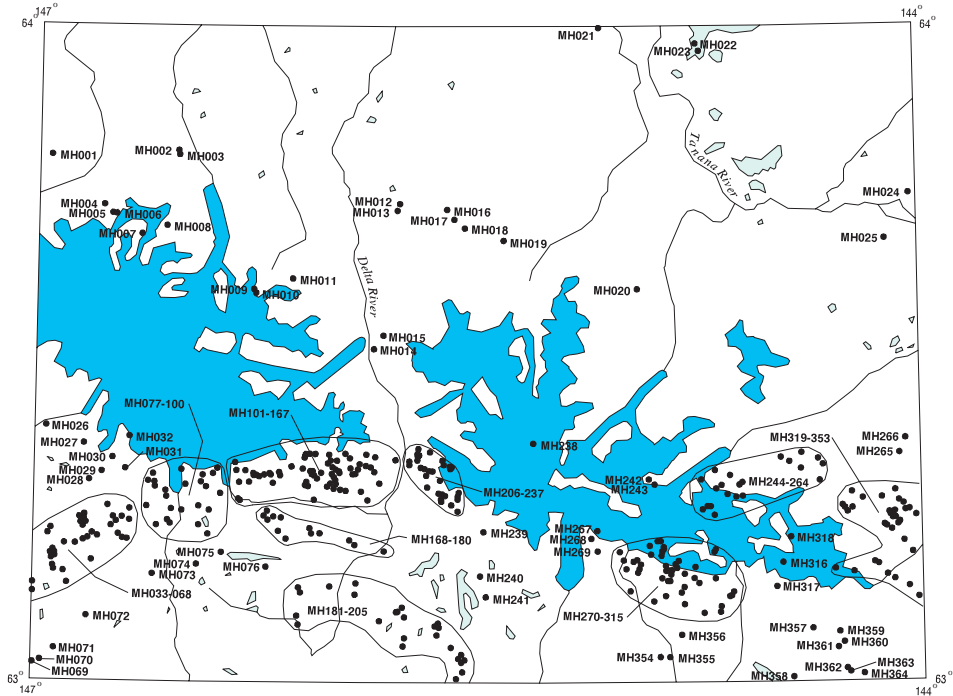 147°
144°
64°
64°
MH021
MH022
MH023
MH001
MH002
MH003
Tanana River
MH004
MH005
MH006
MH007
MH008
MH012
MH013
MH016
MH017
MH018
MH019
MH024
MH025
MH009
MH010
MH011
Delta River
MH020
MH015
MH014
MH077-100
MH101-167
MH026
MH027
MH032
MH030
MH031
MH029
MH028
MH238
MH319-353
MH266
MH265
MH242
MH243
MH244-264
MH206-237
MH168-180
MH239
MH267
MH268
MH269
MH318
MH075
MH074
MH073
MH076
MH240
MH241
MH316
MH317
MH033-068
MH181-205
MH270-315
MH072
MH356
MH357
MH359
MH360
MH361
MH071
MH070
MH069
MH354
MH355
MH358
MH362
MH363
MH364
63°
63°
147°
144°